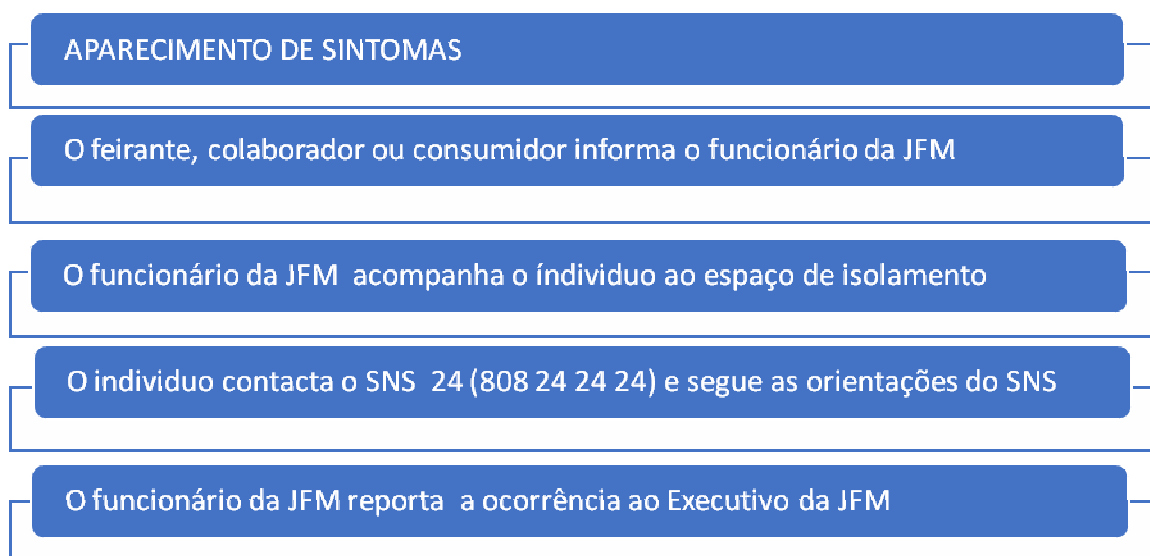 APARECIMENTO DE SINTOMAS
O feirante, colaborador ou consumidor informa o funcionário da JFM
O funcionário da JFM acompanha o índividuo ao espaço de isolamento
O individuo contacta o SNS 24 (808 24 24 24) e segue as orientações do SNS
O funcionário da JFM reporta a ocorrência ao Executivo da JFM